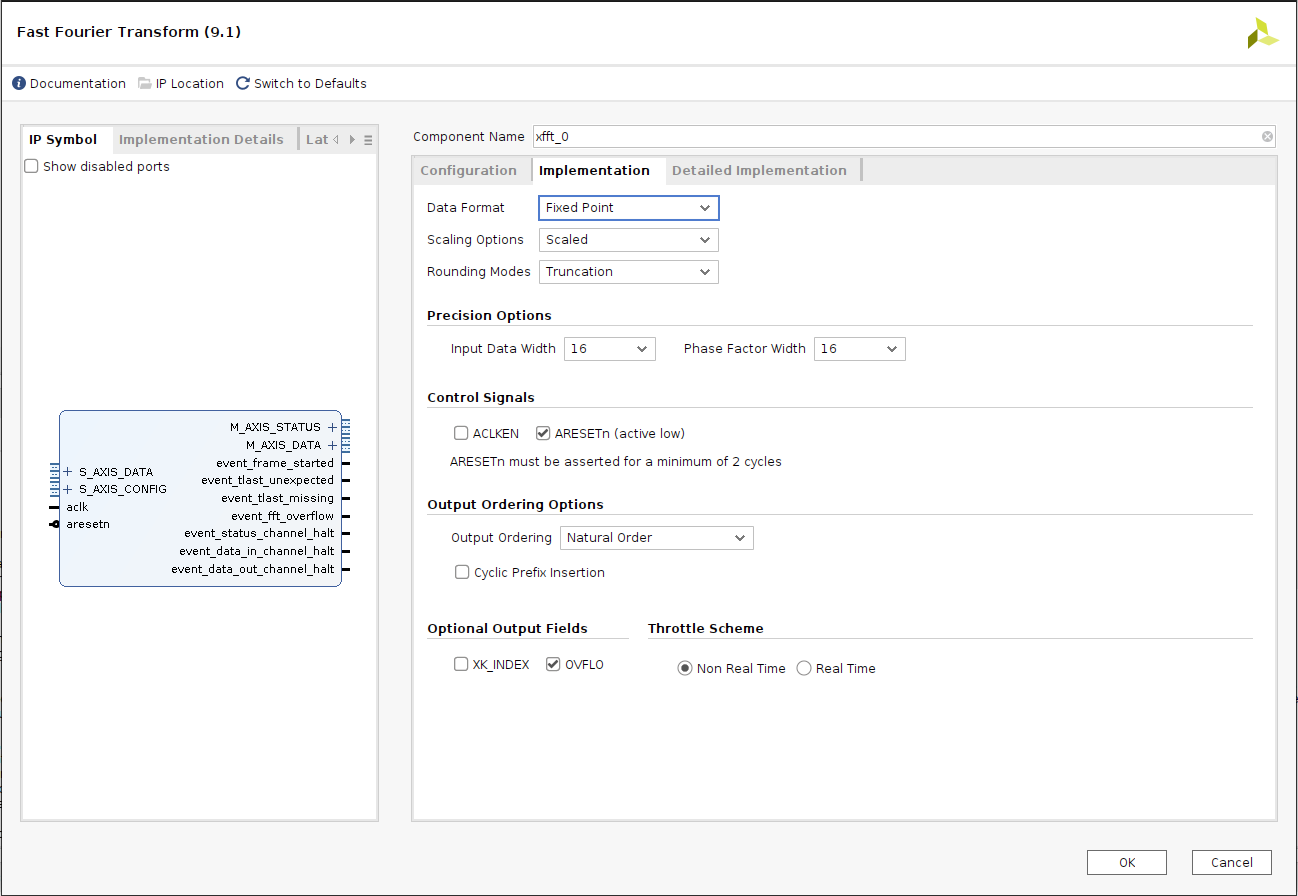 Fast Fourier Transform (9.1)
Documentation IP Location Switch to Defaults
IP Symbol Implementation Details Lat
Show disabled ports
M_AXIS_STATUS
M_AXIS_DATA
event_frame_started
S_AXIS_DATA
event_tlast_unexpected
S_AXIS_CONFIG
event_tlast_missing
aclk
event_fft_overflow
aresetn
event_status_channel_halt
event_data_in_channel_halt
event_data_out_channel_halt
Component Name xfft_0
Configuration Implementation Detailed Implementation
Data Format Fixed Point
Scaling Options Scaled
Rounding Modes Truncation
Precision Options
Input Data Width 16 Phase Factor Width 16
Control Signals
ACLKEN ARESETn (active low)
ARESETn must be asserted for a minimum of 2 cycles
Output Ordering Options
Output Ordering Natural Order
Cyclic Prefix Insertion
Optional Output Fields Throttle Scheme
XK_INDEX OVFLO Non Real Time Real Time
OK Cancel